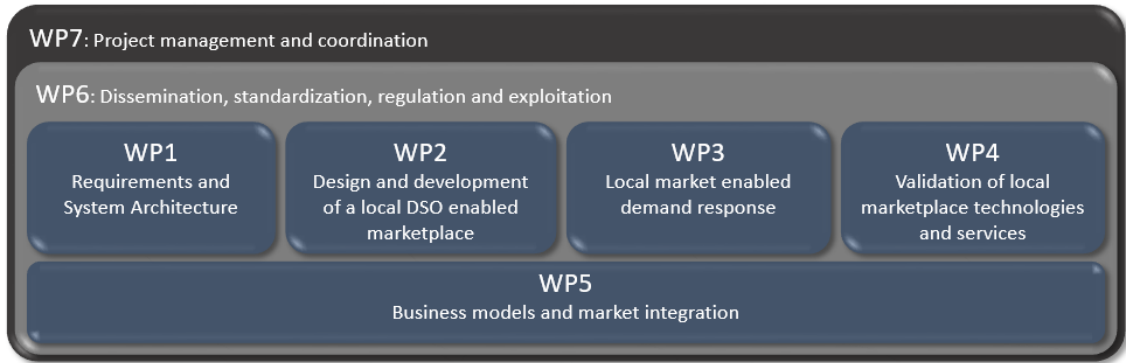 WP7: Project management and coordination
WP6: Dissemination, standardization, regulation and exploitation
WP1
Requirements and
System Architecture
WP2
Design and development
of a local DSO enabled
marketplace
WP3
Local market enabled
demand response
WP4
Validation of local
marketplace technologies
and services
WP5
Business models and market integration